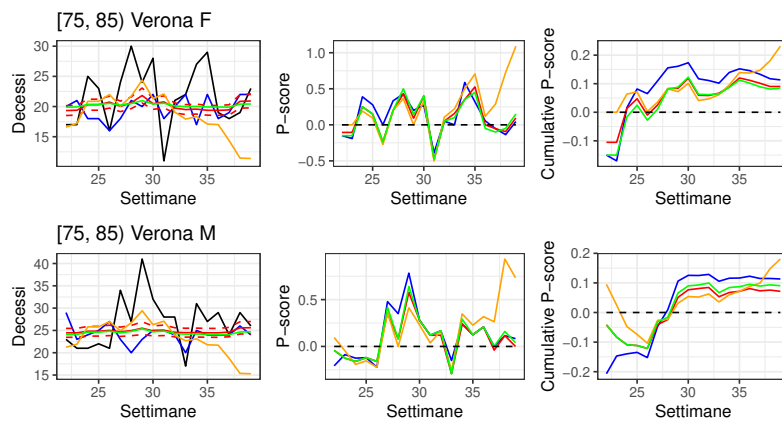 [75, 85) Verona F
Decessi
30
25
20
15
25 30 35
Settimane
P-score
1.0
0.5
0.0
−0.5
25 30 35
Settimane
Cumulative P-score
0.2
0.1
0.0
−0.1
25 30 35
Settimane
[75, 85) Verona M
Decessi
40
35
30
25
20
15
25 30 35
Settimane
P-score
0.5
0.0
25 30 35
Settimane
Cumulative P-score
0.2
0.1
0.0
−0.1
−0.2
25 30 35
Settimane